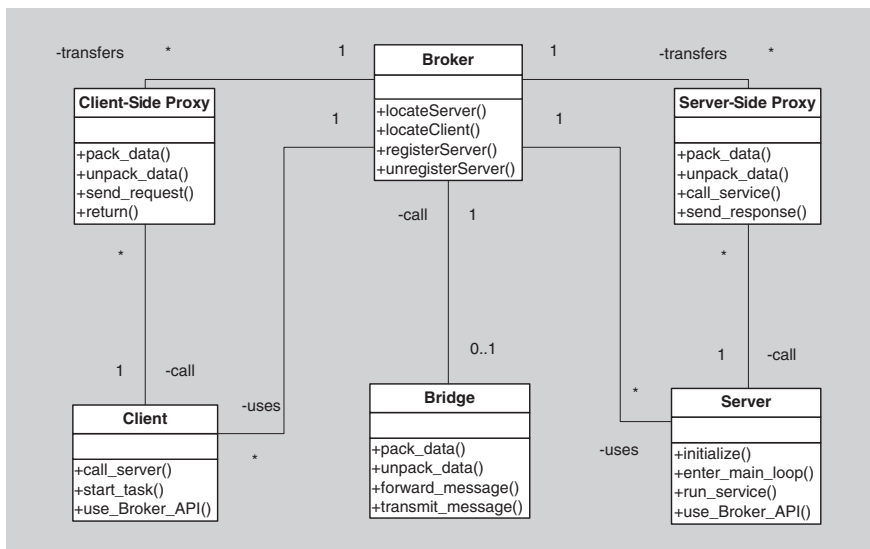 -transfers * 1 Broker 1 -transfers *
Client-Side Proxy
+pack_data()
+unpack_data()
+send_request()
+return()
1
+locateServer()
+locateClient()
+registerServer()
+unregisterServer()
1
Server-Side Proxy
+pack_data()
+unpack_data()
+call_service()
+send_response()
* -call 1 *
0..1
1 -call
-uses
*
Client
+call_server()
+start_task()
+use_Broker_API()
Bridge
+pack_data()
+unpack_data()
+forward_message()
+transmit_message()
1 -call
*
-uses
Server
+initialize()
+enter_main_loop()
+run_service()
+use_Broker_API()